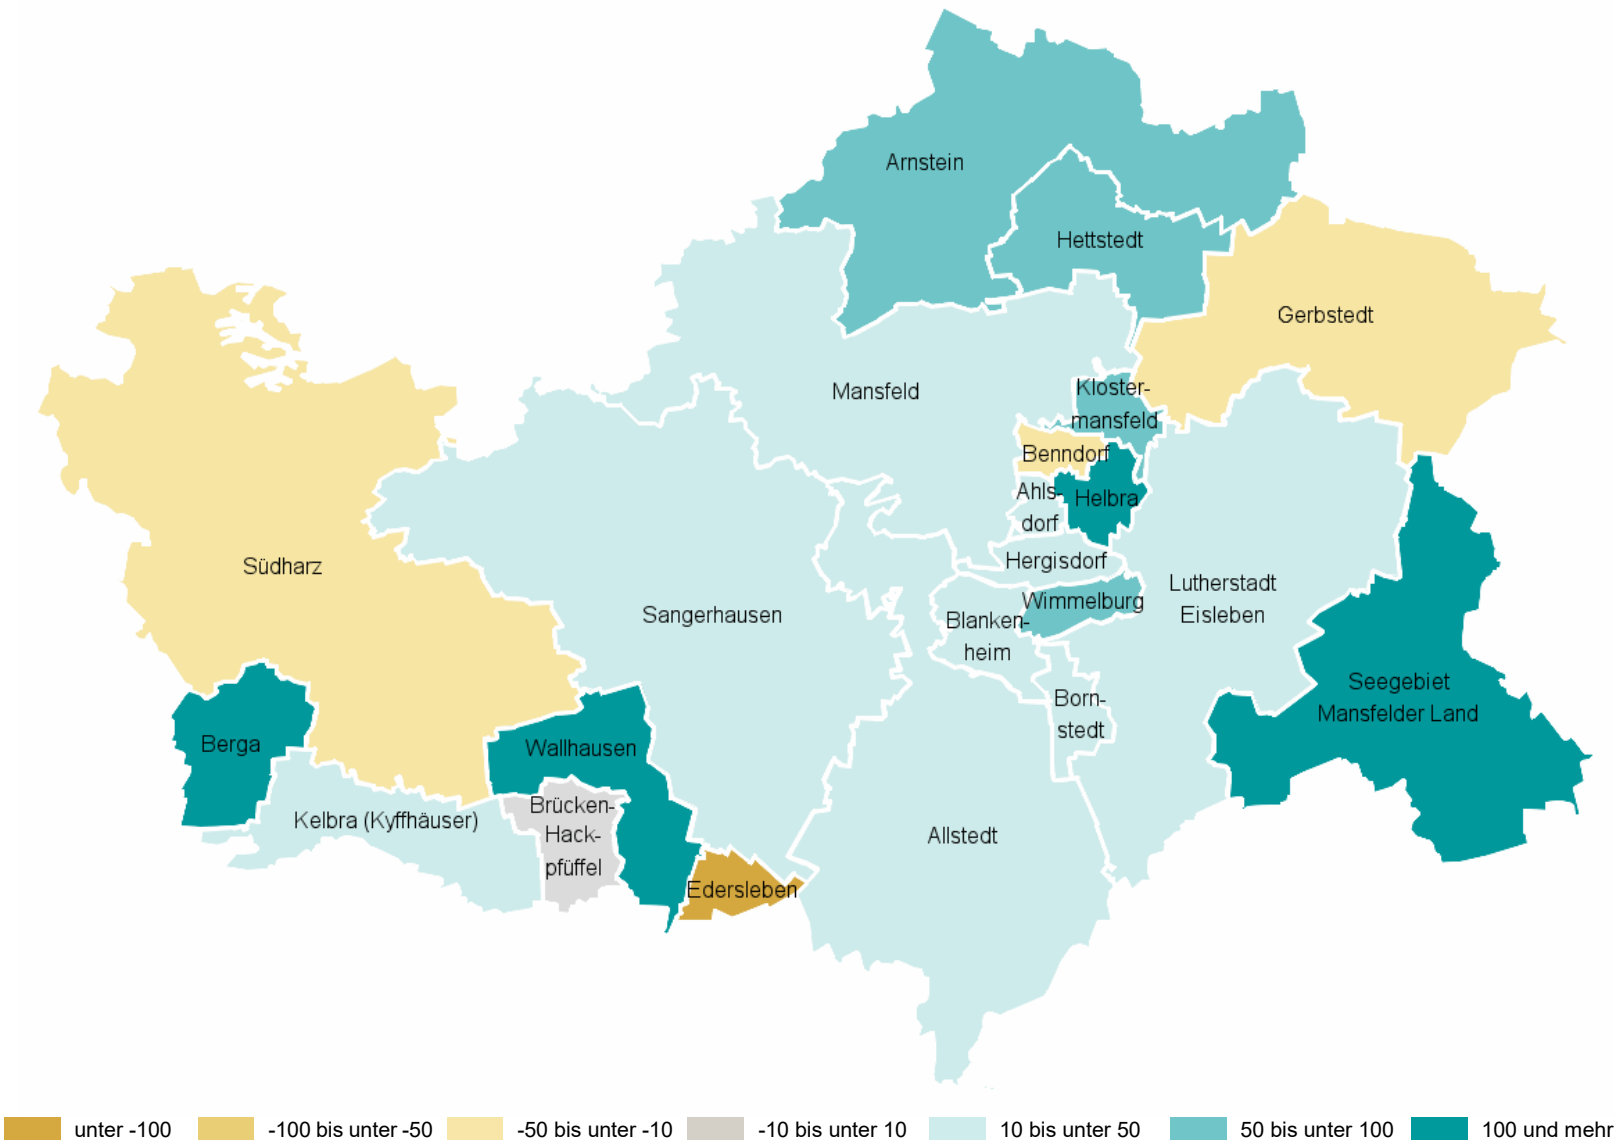 Arnstein
Hettstedt
Gerbstedt
Mansfeld
Kloster-
mansfeld
Benndorf
Ahls-
dorf
Helbra
Hergisdorf
Südharz
Sangerhausen
Wimmelburg
Blanken-
heim
Lutherstadt
Eisleben
Seegebiet
Mansfelder Land
Born-
stedt
Berga
Wallhausen
Kelbra (Kyffhäuser)
Brücken-
Hack-
pfüffel
Allstedt
Edersleben
unter -100 -100 bis unter -50 -50 bis unter -10 -10 bis unter 10 10 bis unter 50 50 bis unter 100 100 und mehr